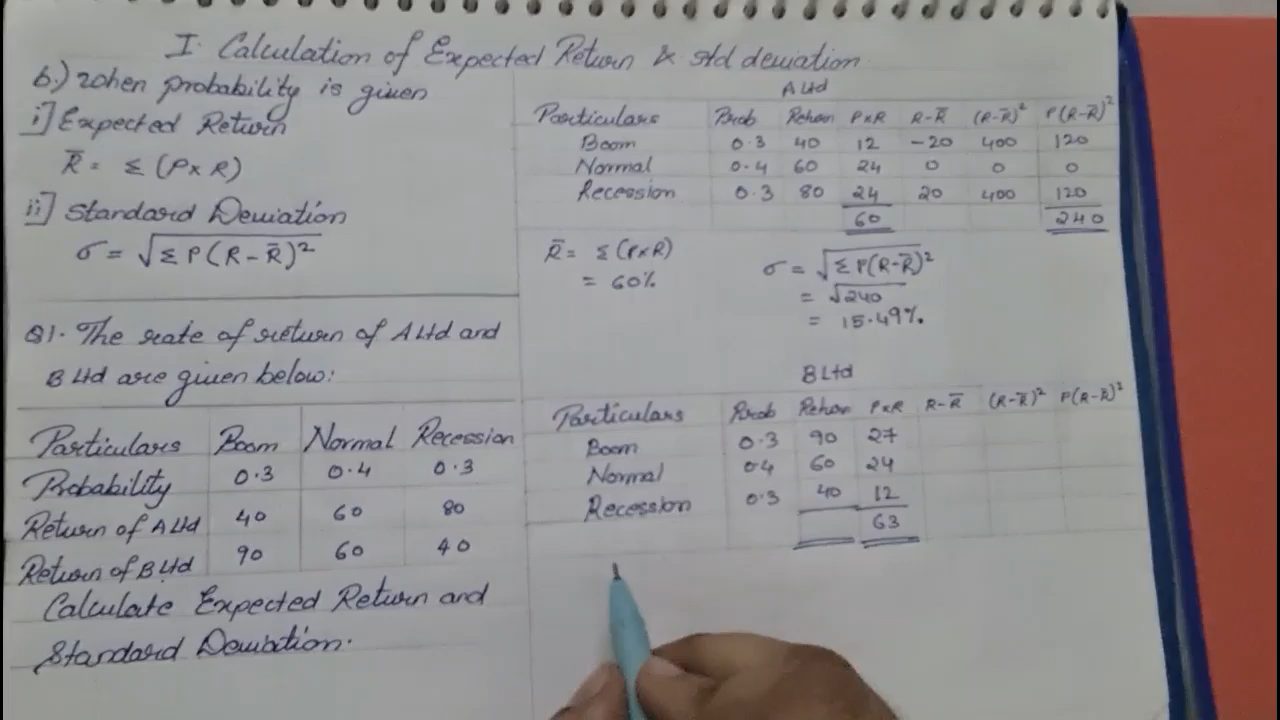 I. Calculation of Expected Return & std deviation
b.) When probability is given
i] Expected Return
R̄ = Σ (P×R)
ii] Standard Deviation
σ = √Σ P(R-R̄)²
Q1. The rate of return of A Ltd and
B Ltd are given below:
Particulars Boom Normal Recession
Probability 0.3 0.4 0.3
Return of A Ltd 40 60 80
Return of B Ltd 90 60 40
Calculate Expected Return and
Standard Deviation.
A Ltd
Particulars Prob Return P×R R-R̄ (R-R̄)² P(R-R̄)²
Boom 0.3 40 12 -20 400 120
Normal 0.4 60 24 0 0 0
Recession 0.3 80 24 20 400 120
60 240
R̄ = Σ (P×R)
= 60%
σ = √Σ P(R-R̄)²
= √240
= 15.49%.
B Ltd
Particulars Prob Return P×R R-R̄ (R-R̄)² P(R-R̄)²
Boom 0.3 90 27
Normal 0.4 60 24
Recession 0.3 40 12
63